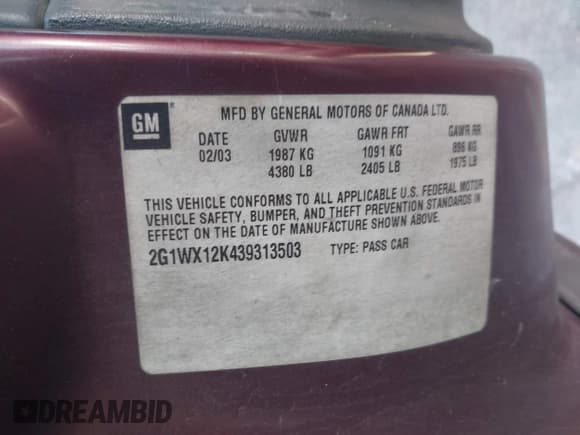 GM
MFD BY GENERAL MOTORS OF CANADA LTD.
DATE GVWR GAWR FRT GAWR RR
02/03 1987 KG 1091 KG 896 KG
4380 LB 2405 LB 1975 LB
THIS VEHICLE CONFORMS TO ALL APPLICABLE U.S. FEDERAL MOTOR
VEHICLE SAFETY, BUMPER, AND THEFT PREVENTION STANDARDS IN
EFFECT ON THE DATE OF MANUFACTURE SHOWN ABOVE.
2G1WX12K439313503 TYPE: PASS CAR
DREAMBID